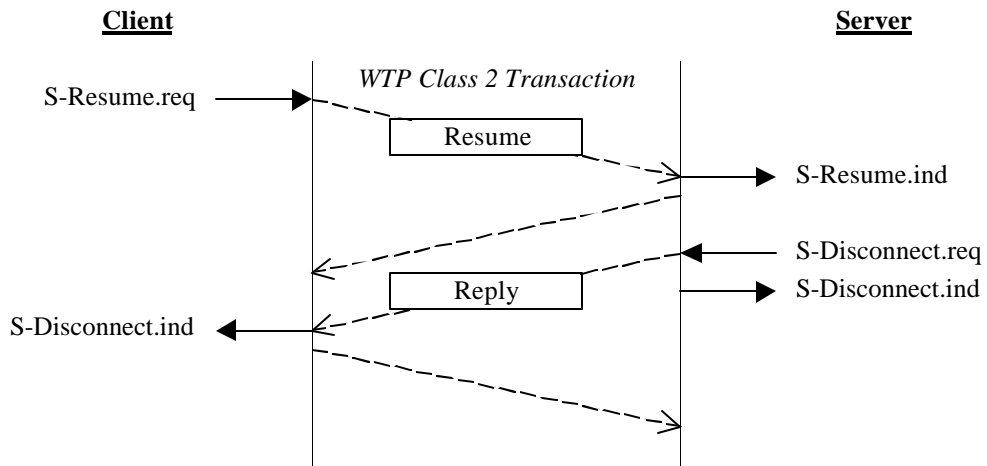 Client
Server
WTP Class 2 Transaction
S-Resume.req
Resume
S-Resume.ind
S-Disconnect.req
Reply
S-Disconnect.ind
S-Disconnect.ind